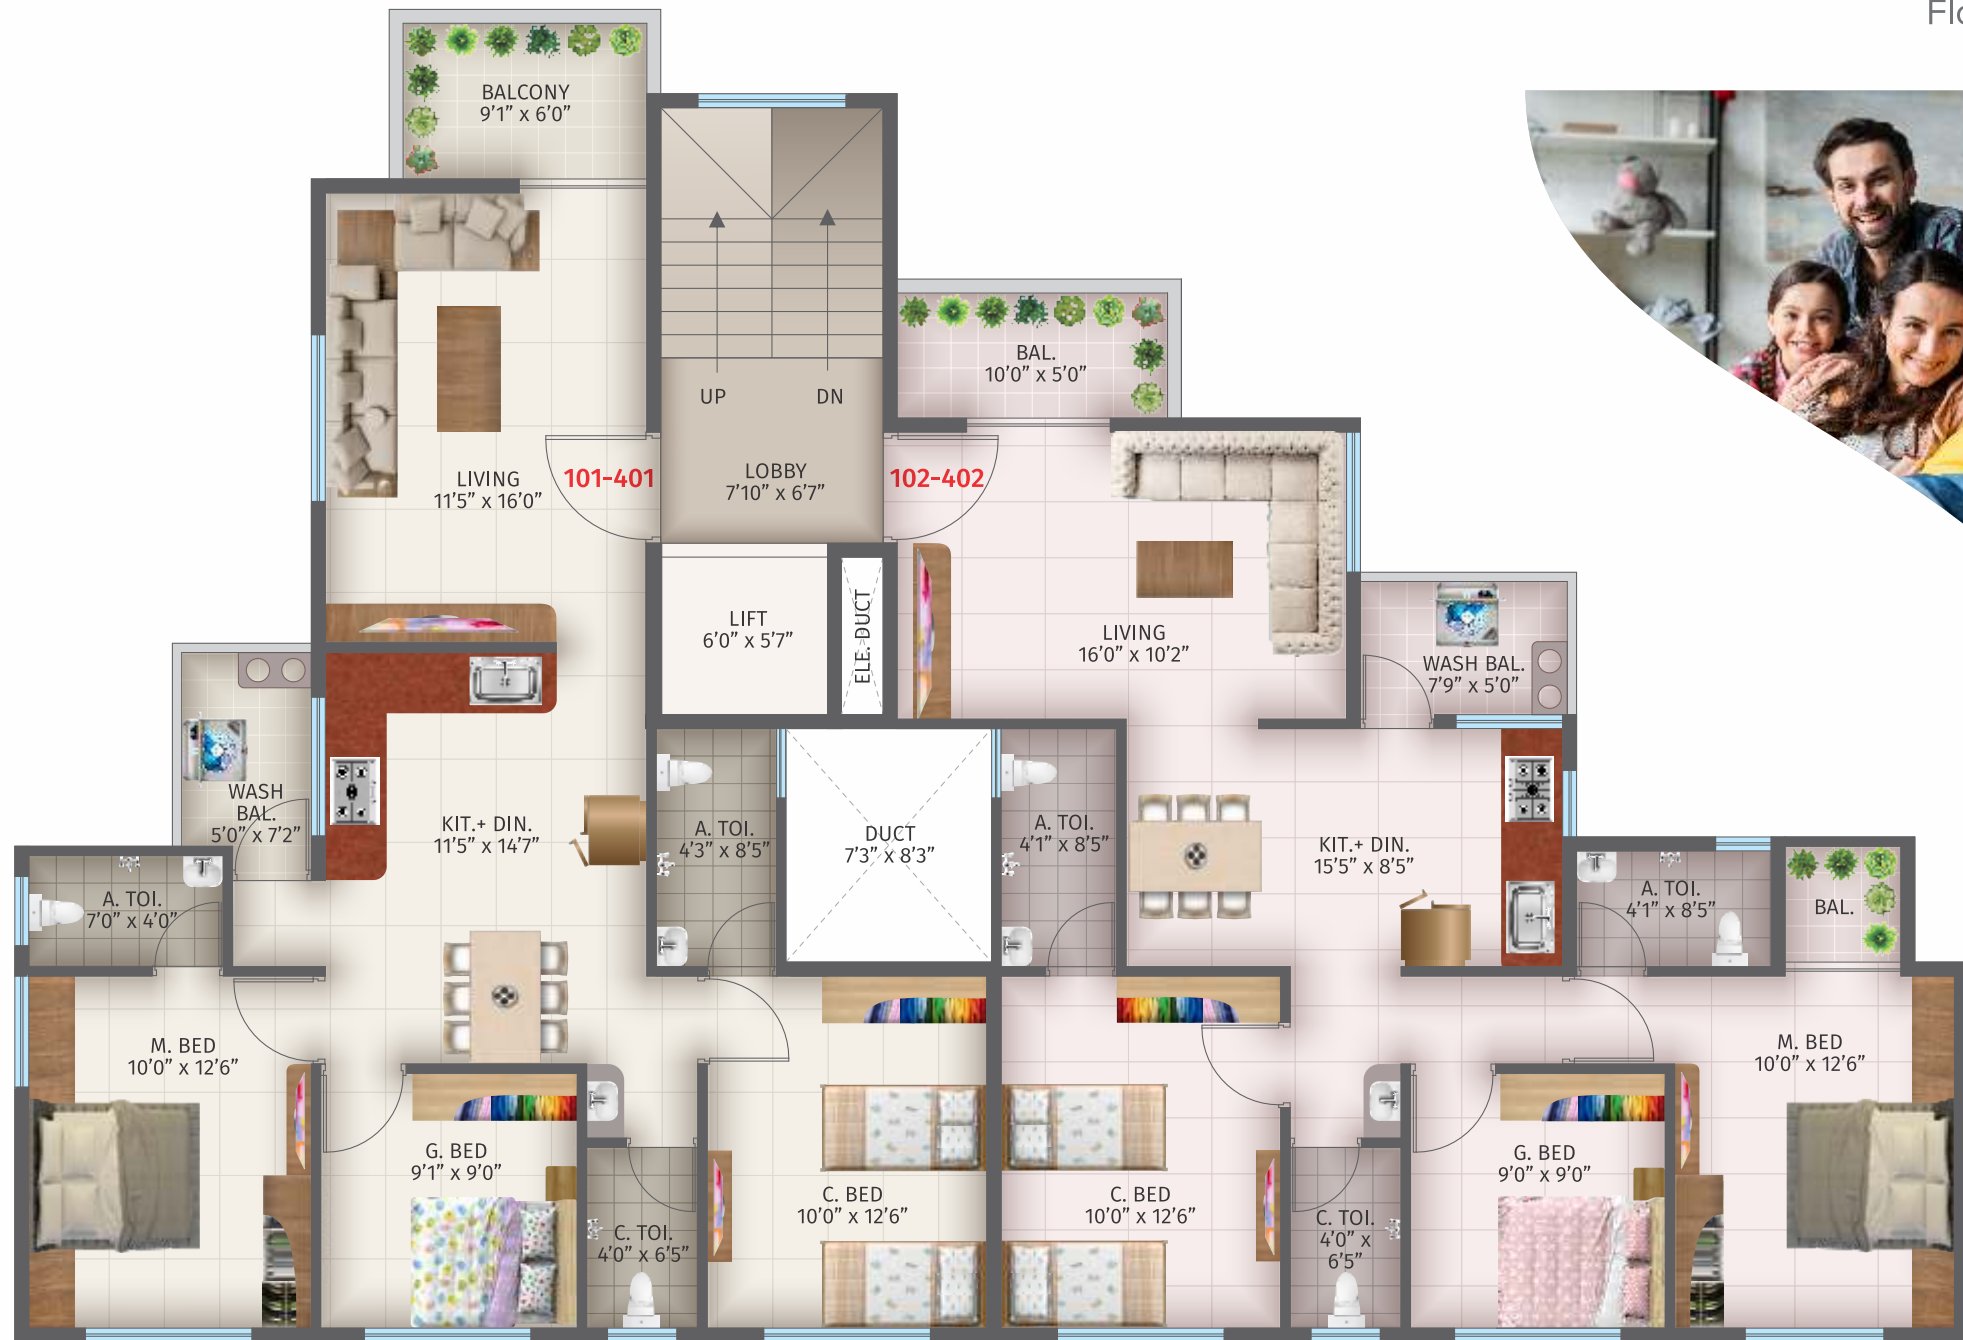 Flo
BALCONY
9'1" x 6'0"
BAL.
10'0" x 5'0"
UP
DN
LIVING
11'5" x 16'0"
101-401
LOBBY
7'10" x 6'7"
102-402
LIFT
6'0" x 5'7"
ELE. DUCT
LIVING
16'0" x 10'2"
WASH BAL.
7'9" x 5'0"
WASH
BAL.
5'0" x 7'2"
KIT.+ DIN.
11'5" x 14'7"
A. TOI.
4'3" x 8'5"
DUCT
7'3" x 8'3"
A. TOI.
4'1" x 8'5"
KIT.+ DIN.
15'5" x 8'5"
A. TOI.
7'0" x 4'0"
A. TOI.
4'1" x 8'5"
BAL.
M. BED
10'0" x 12'6"
M. BED
10'0" x 12'6"
G. BED
9'1" x 9'0"
G. BED
9'0" x 9'0"
C. TOI.
4'0" x 6'5"
C. BED
10'0" x 12'6"
C. BED
10'0" x 12'6"
C. TOI.
4'0" x
6'5"